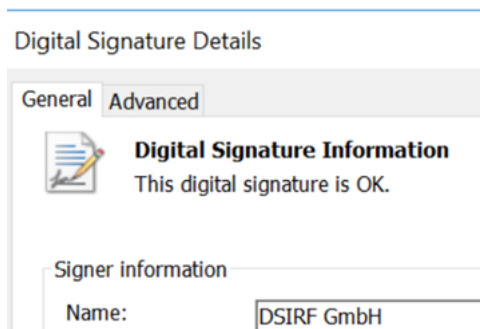 Digital Signature Details
General Advanced
Digital Signature Information
This digital signature is OK.
Signer information
Name: DSIRF GmbH